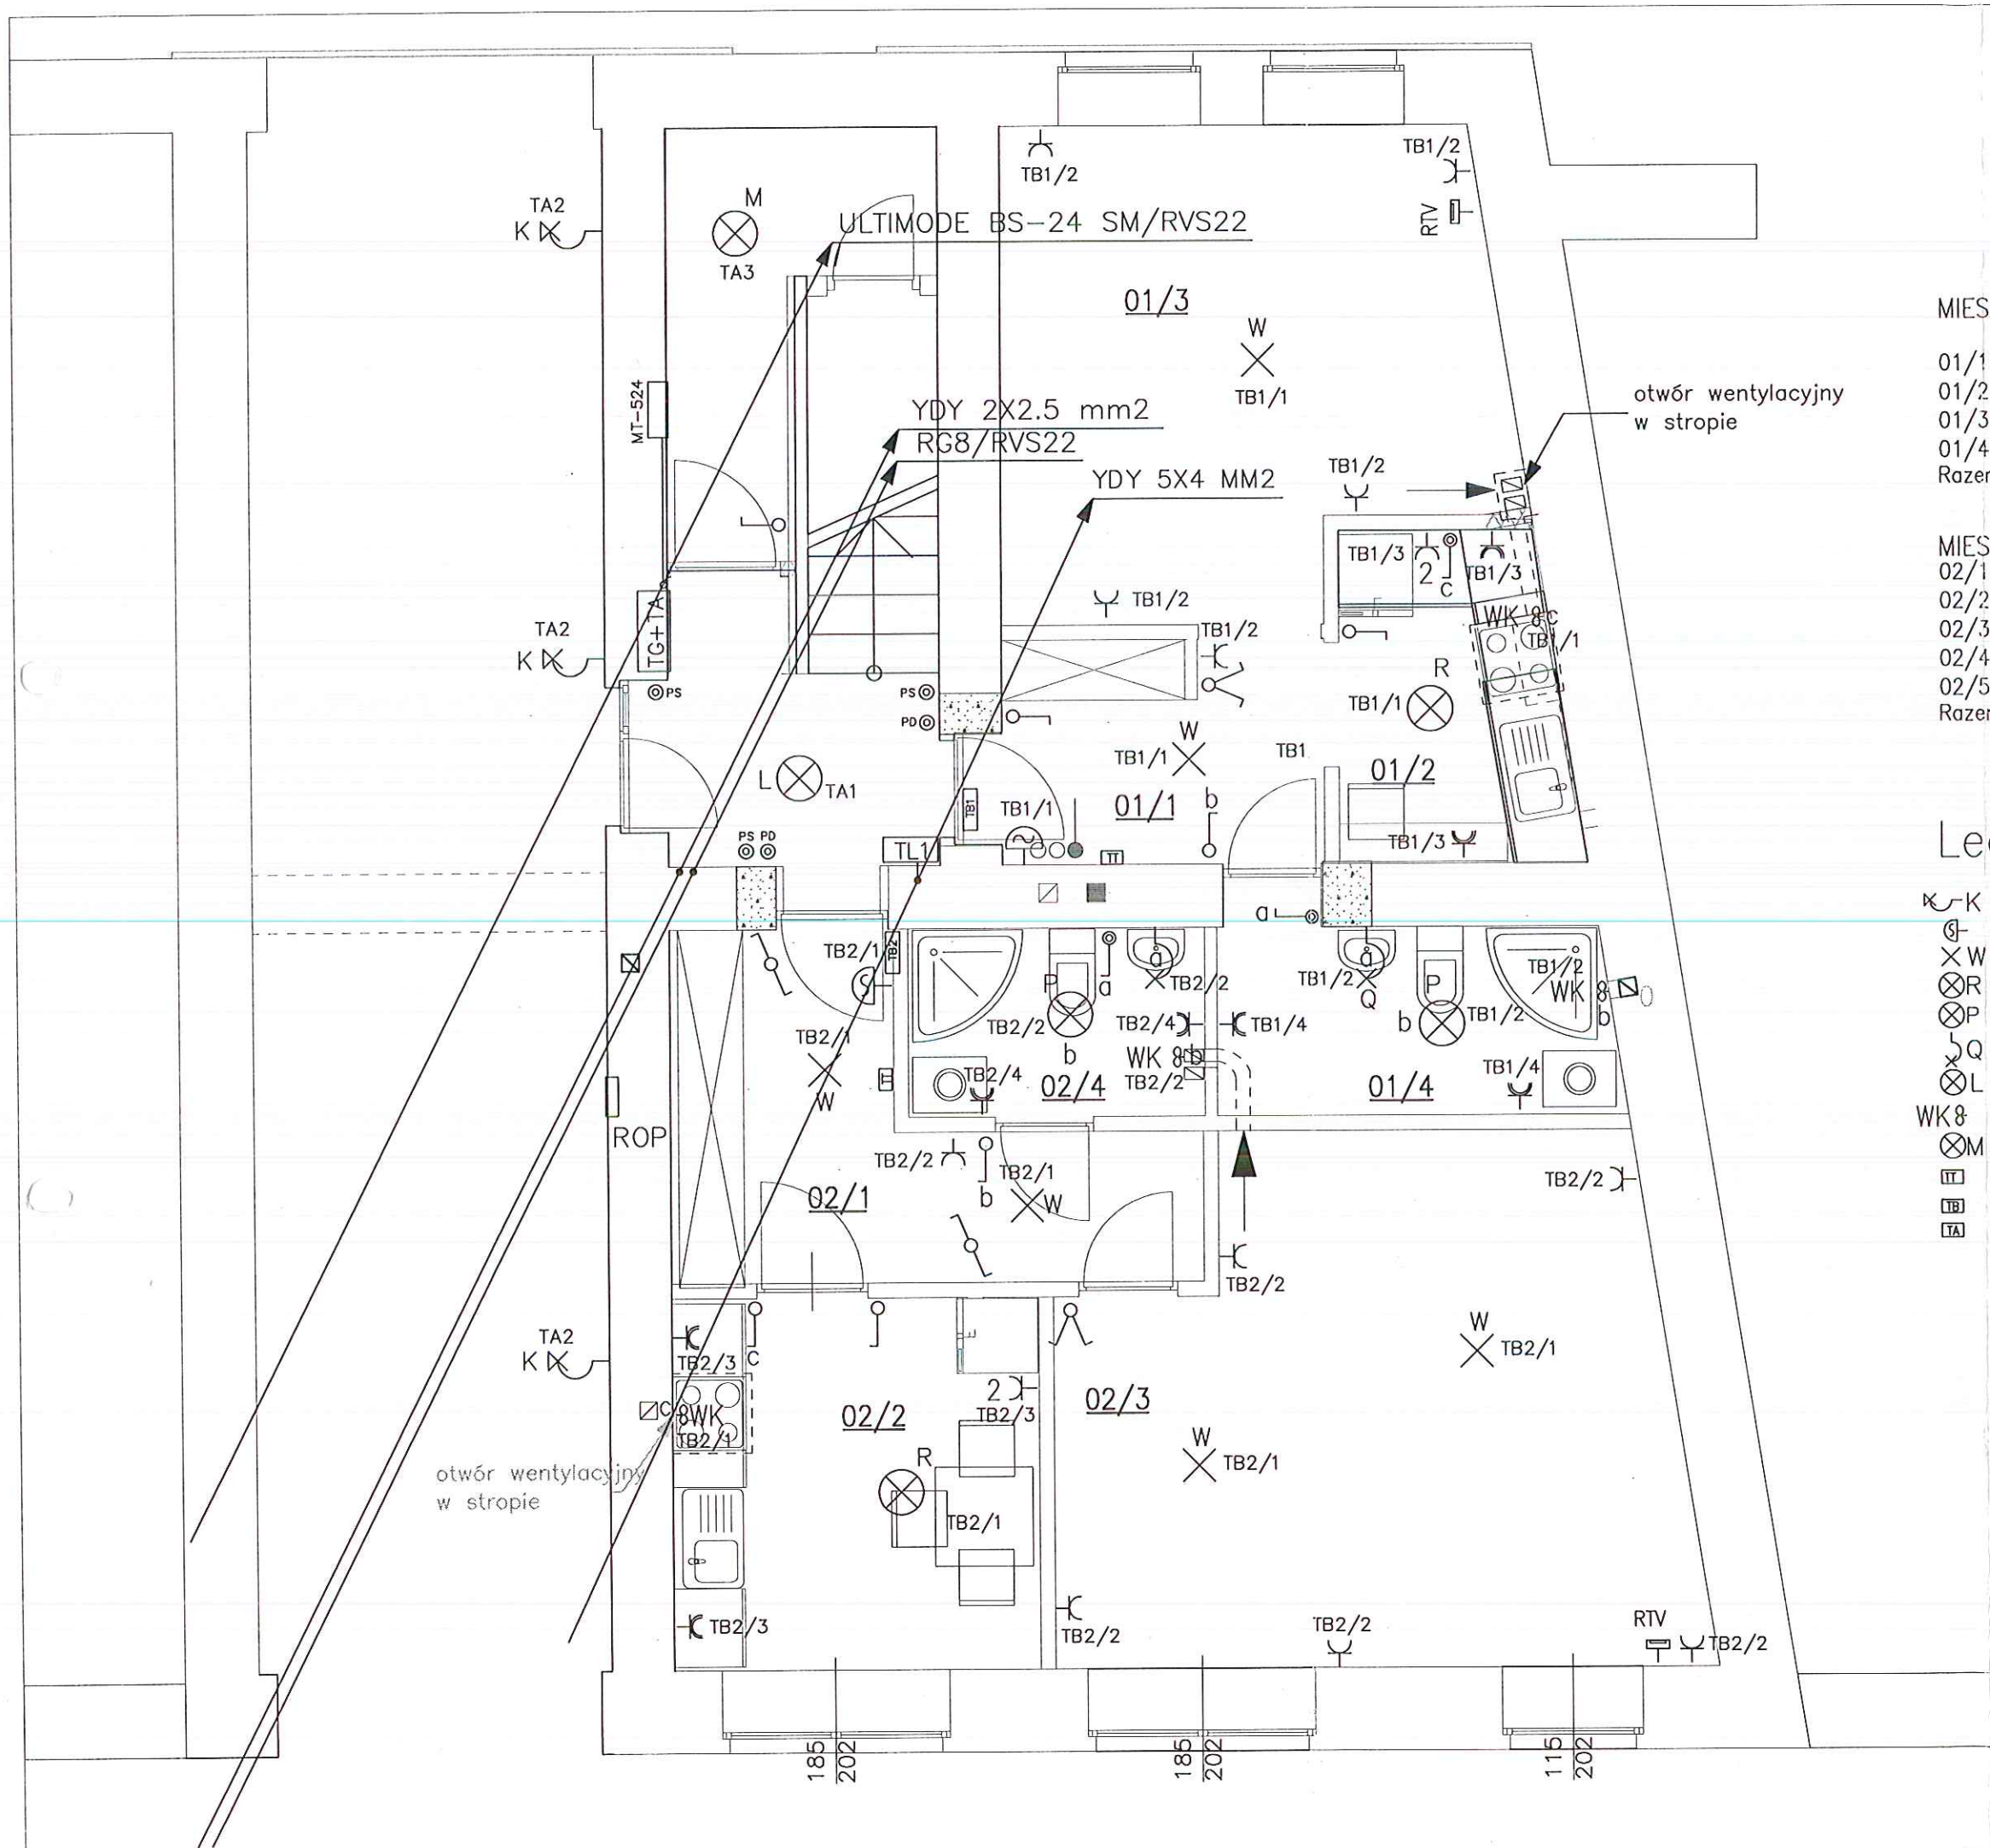 TB1/2
TB1/2
RTV
TA2
K
M
TA3
ULTIMODE BS-24 SM/RVS22
01/3
W
TB1/1
MIES
01/1
01/2
01/3
01/4
Razem
otwór wentylacyjny
w stropie
MT-524
YDY 2X2.5 mm2
RG8/RVS22
YDY 5X4 MM2
TB1/2
TB1/3
2
c
TB1/3
WK 8 c
TB1/1
MIES
02/1
02/2
02/3
02/4
02/5
TB1/2
TB1/2
TG+TA
TA2
K
PS
PS
PD
R
TB1/1
W
TB1/1
TB1
01/2
L
TA1
TB1
TB1/1
01/1
b
TB1/3
PS PD
TL1
TT
a
Le
K
S
W
R
P
Q
L
WK8
M
TT
TB
TA
TB2/1
TB2
S
P
a
a
TB2/2
TB2/2
b
TB2/4
TB1/4
WK 8 b
TB2/2
02/4
TB2/4
TB1/2
a
Q
P
b
TB1/2
TB1/2
WK 8
b
TB1/4
01/4
TB2/1
W
TT
ROP
TB2/2
b
TB2/1
W
02/1
TB2/2
TB2/2
TA2
K
TB2/3
c
C 8WK
TB2/1
otwór wentylacyjny
w stropie
02/2
2
TB2/3
02/3
W
TB2/1
W
TB2/1
R
TB2/1
TB2/3
TB2/2
TB2/2
RTV
TB2/2
185
202
185
202
115
202